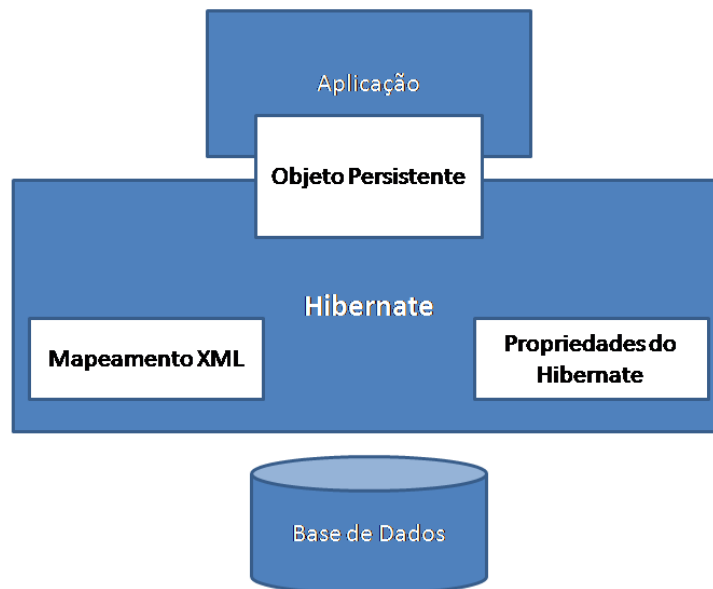 Aplicação
Objeto Persistente
Hibernate
Mapeamento XML
Propriedades do
Hibernate
Base de Dados